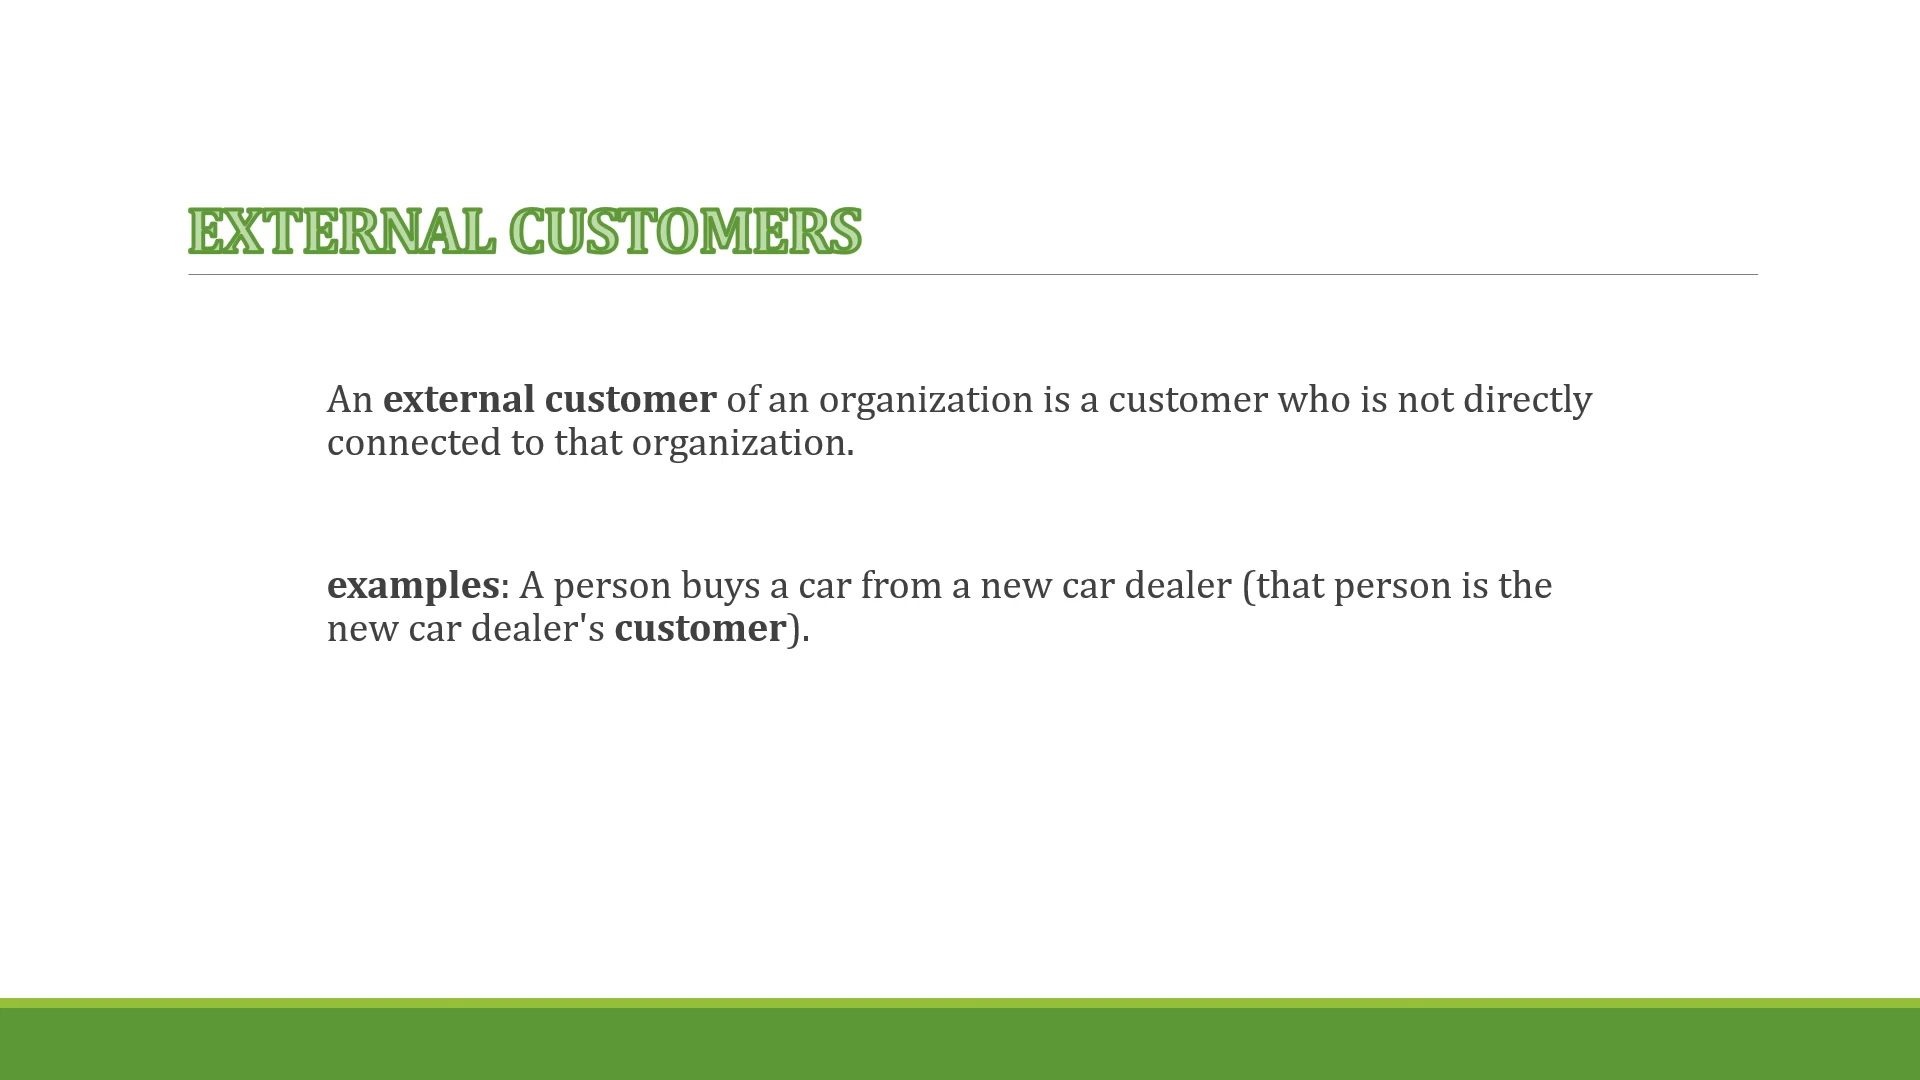 EXTERNAL CUSTOMERS
An external customer of an organization is a customer who is not directly
connected to that organization.
examples: A person buys a car from a new car dealer (that person is the
new car dealer's customer).